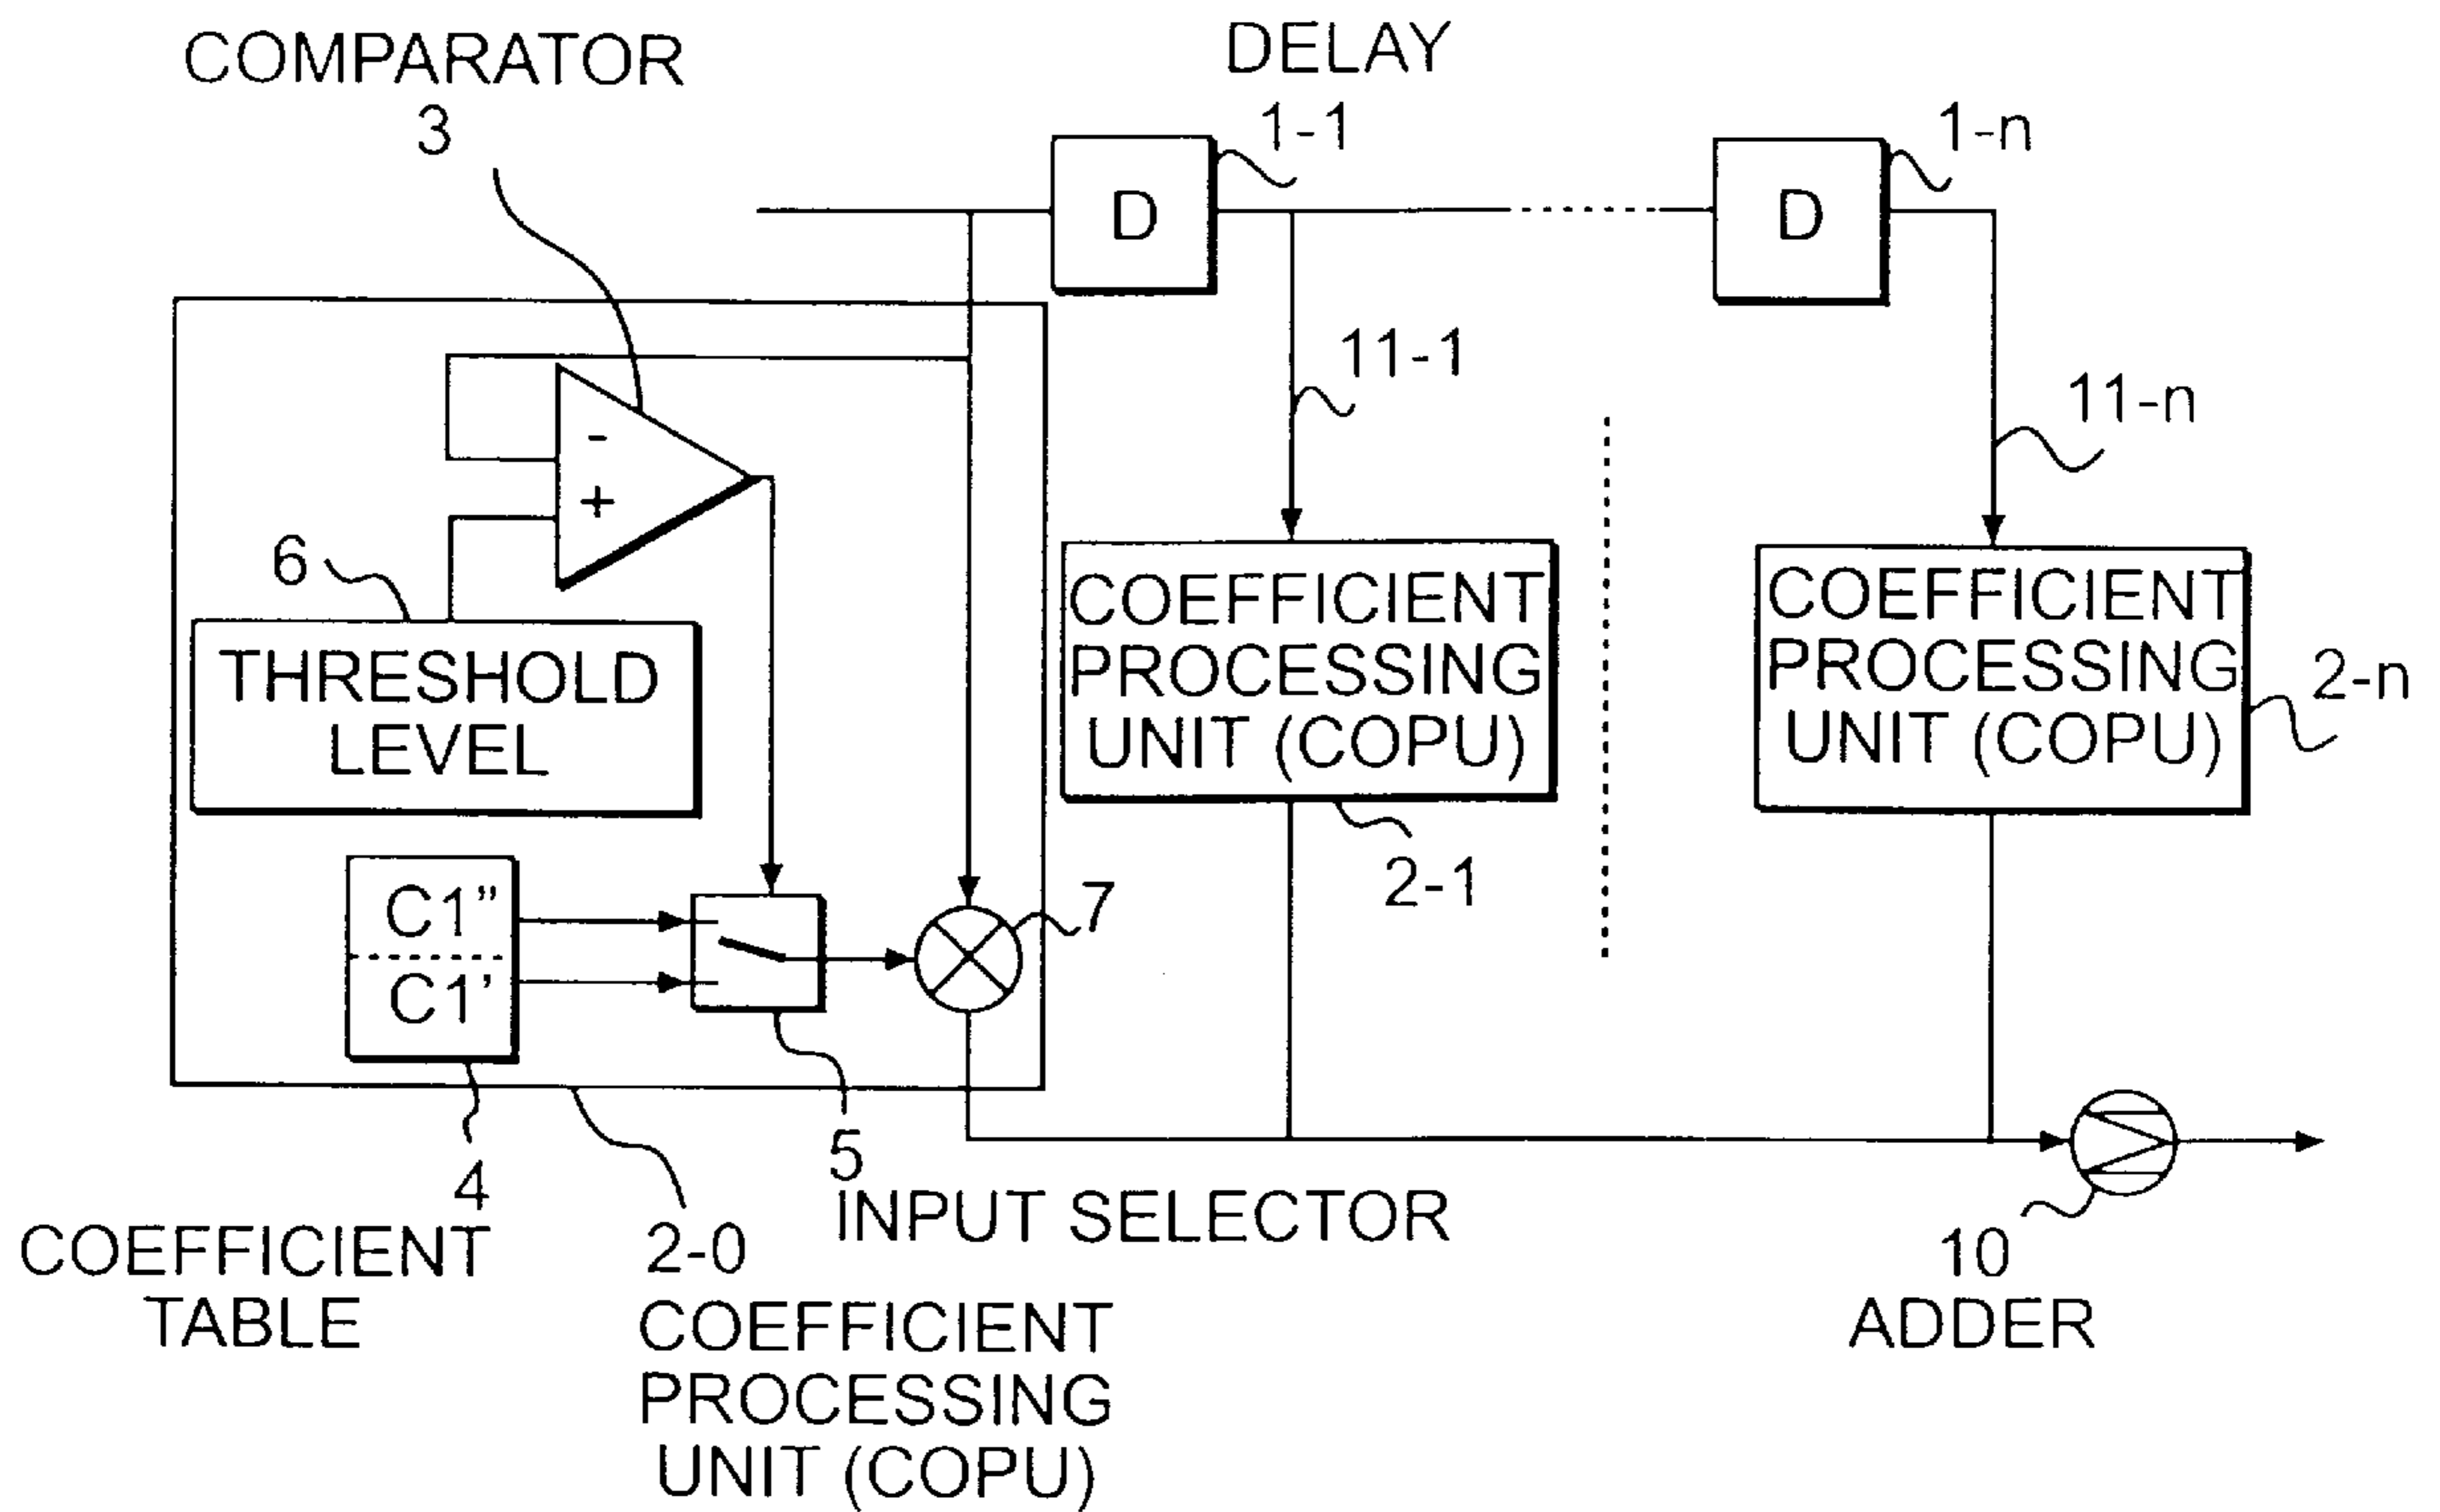 COMPARATOR
3
DELAY
1-1
1-n
D
D
11-1
11-n
-
+
6
THRESHOLD
LEVEL
COEFFICIENT
PROCESSING
UNIT (COPU)
2-1
COEFFICIENT
PROCESSING
UNIT (COPU)
2-n
C1”
C1’
7
4
COEFFICIENT
TABLE
2-0
COEFFICIENT
PROCESSING
UNIT (COPU)
5
INPUT SELECTOR
10
ADDER